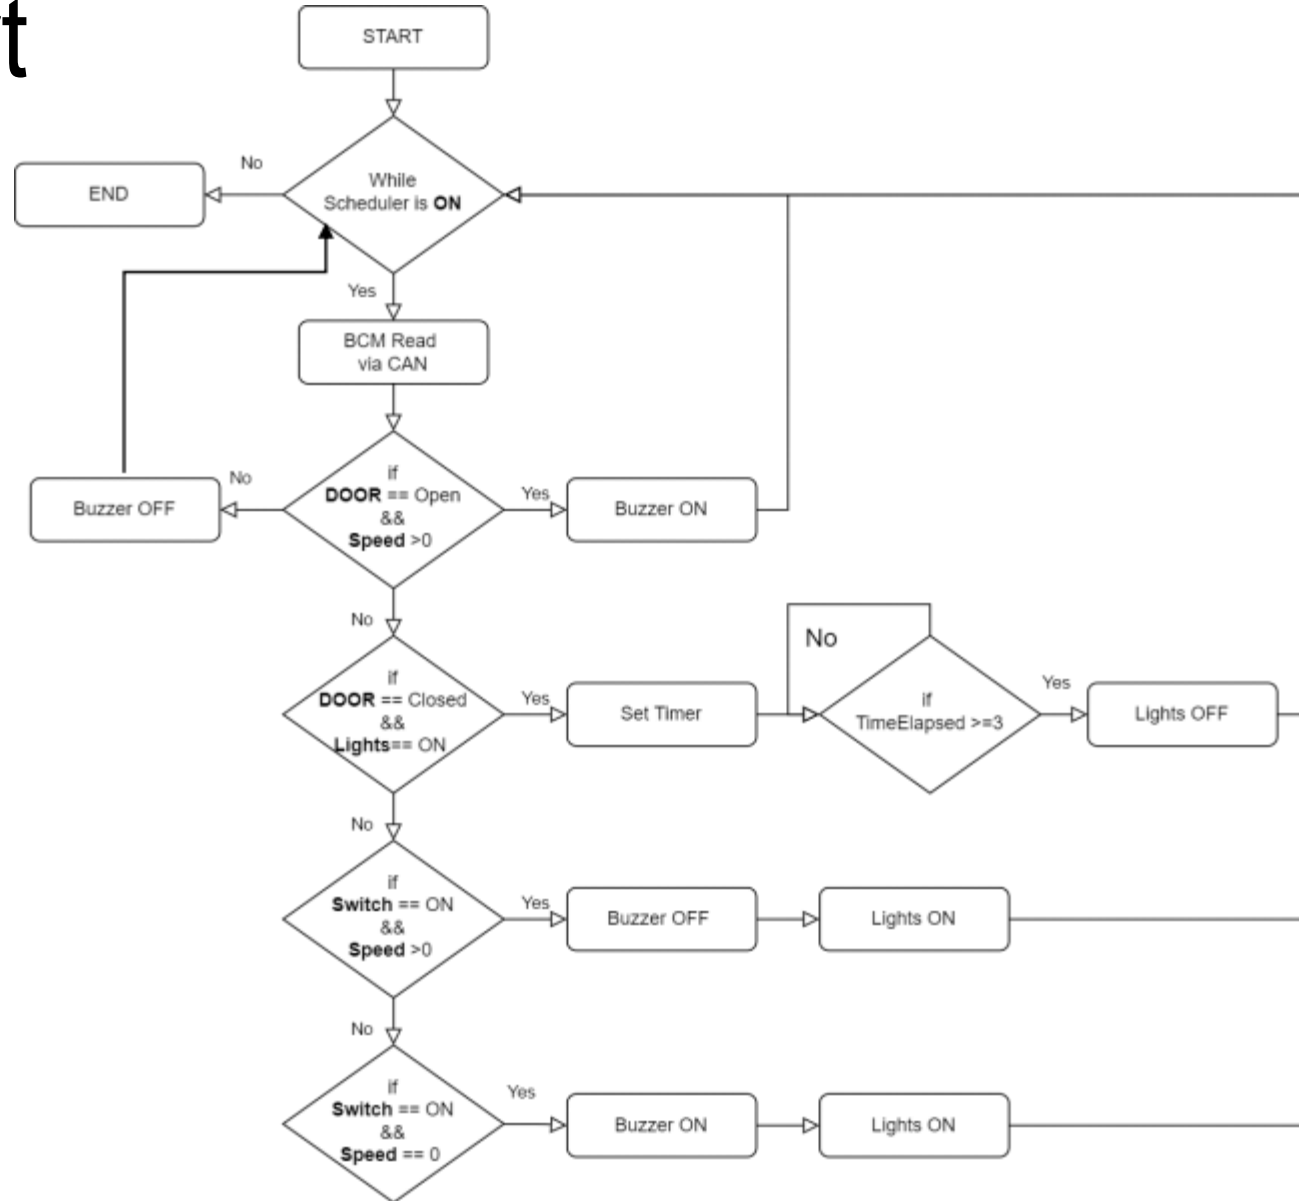 t
START
No
END
While
Scheduler is ON
Yes
BCM Read
via CAN
No
Buzzer OFF
if
DOOR == Open
&&
Speed >0
Yes
Buzzer ON
No
if
DOOR == Closed
&&
Lights== ON
Yes
Set Timer
No
if
TimeElapsed >=3
Yes
Lights OFF
No
if
Switch == ON
&&
Speed >0
Yes
Buzzer OFF
Lights ON
No
if
Switch == ON
&&
Speed == 0
Yes
Buzzer ON
Lights ON